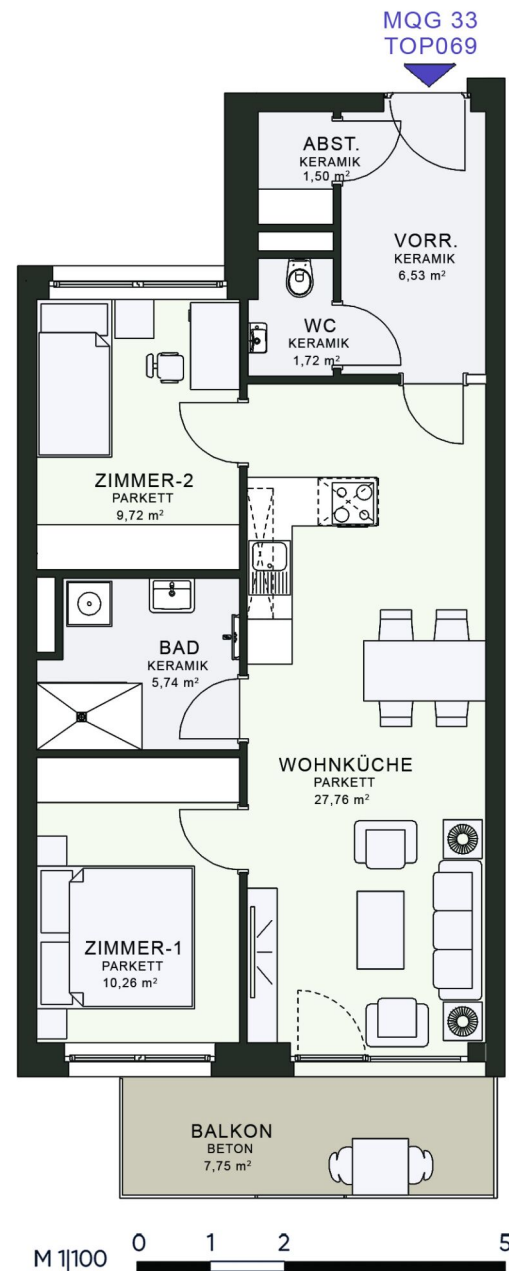 MQG 33
TOP069
ABST.
KERAMIK
1,50 m²
VORR.
KERAMIK
6,53 m²
WC
KERAMIK
1,72 m²
ZIMMER-2
PARKETT
9,72 m²
BAD
KERAMIK
5,74 m²
WOHNKÜCHE
PARKETT
27,76 m²
ZIMMER-1
PARKETT
10,26 m²
BALKON
BETON
7,75 m²
M 1|100 0 1 2 5